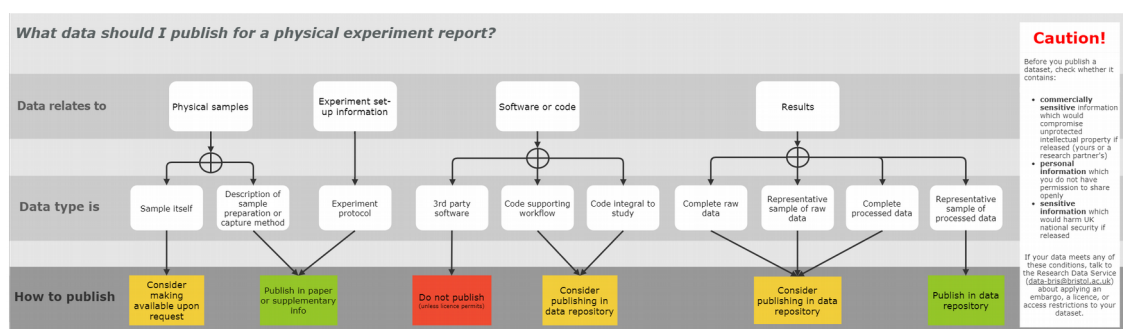 What data should I publish for a physical experiment report?
Data relates to
Physical samples
Experiment set-
up information
Software or code
Results
Data type is
Sample itself
Description of
sample
preparation or
capture method
Experiment
protocol
3rd party
software
Code supporting
workflow
Code integral to
study
Complete raw
data
Representative
sample of raw
data
Complete
processed data
Representative
sample of
processed data
How to publish
Consider
making
available upon
request
Publish in paper
or supplementary
info
Do not publish
(unless licence permits)
Consider
publishing in
data repository
Consider
publishing in data
repository
Publish in data
repository
Caution!
Before you publish a
dataset, check whether it
contains:
• commercially
sensitive information
which would
compromise
unprotected
intellectual property if
released (yours or a
research partner's)
• personal
information which
you do not have
permission to share
openly
• sensitive
information which
would harm UK
national security if
released
If your data meets any of
these conditions, talk to
the Research Data Service
(data-bris@bristol.ac.uk)
about applying an
embargo, a licence, or
access restrictions to your
dataset.